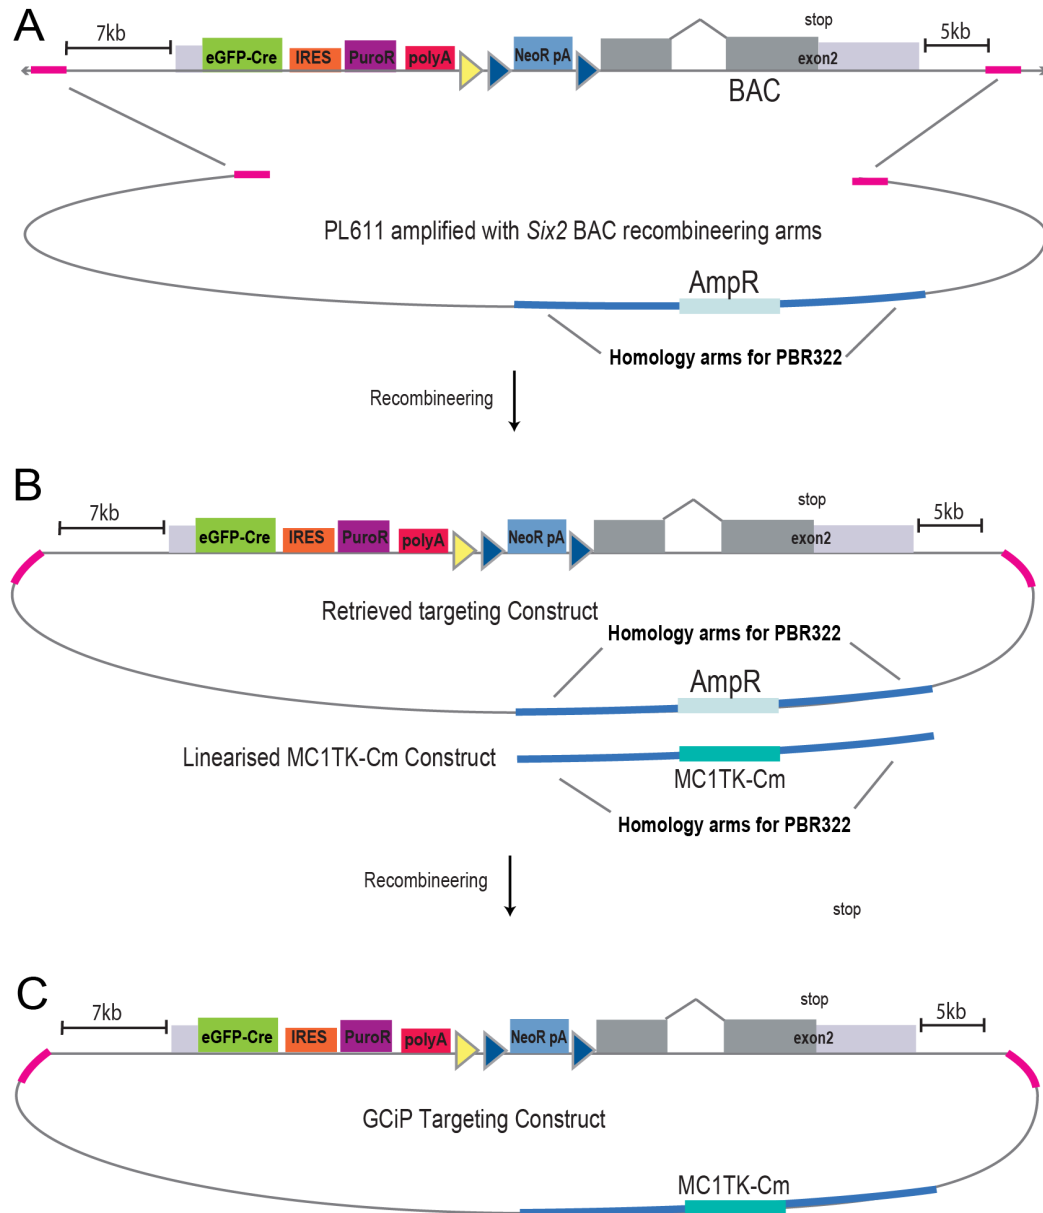 A
7kb
eGFP-Cre
IRES
PuroR
polyA
NeoR pA
stop
exon2
5kb
BAC
PL611 amplified with Six2 BAC recombineering arms
AmpR
Homology arms for PBR322
Recombineering
B
7kb
eGFP-Cre
IRES
PuroR
polyA
NeoR pA
stop
exon2
5kb
Retrieved targeting Construct
Homology arms for PBR322
AmpR
Linearised MC1TK-Cm Construct
MC1TK-Cm
Homology arms for PBR322
Recombineering
stop
C
7kb
eGFP-Cre
IRES
PuroR
polyA
NeoR pA
stop
exon2
5kb
GCiP Targeting Construct
MC1TK-Cm